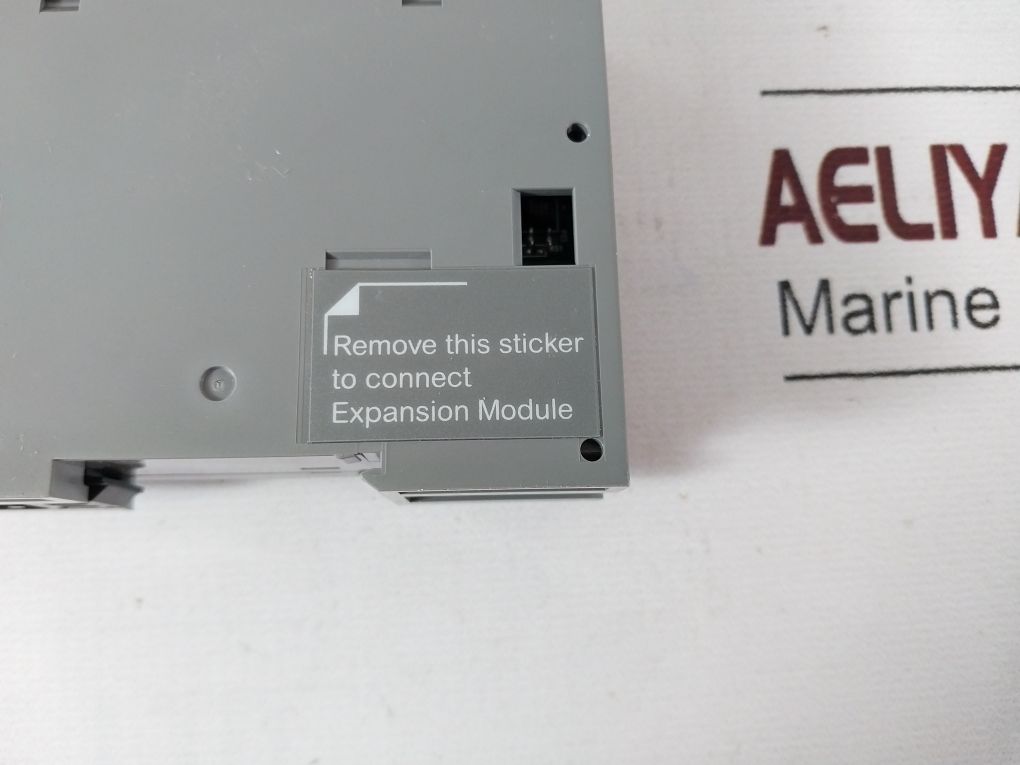 Remove this sticker
to connect
Expansion Module
AELIY
Marine